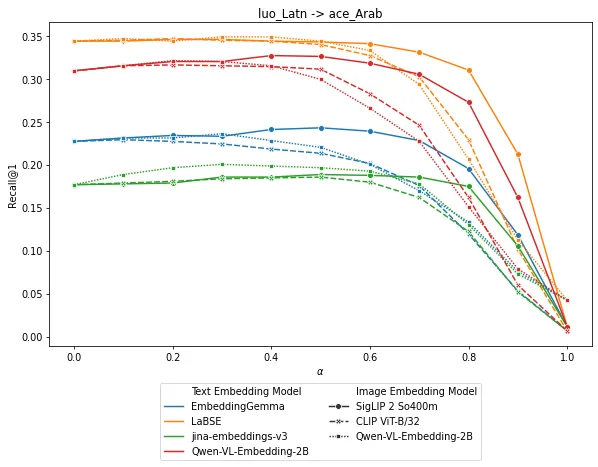 luo_Latn -> ace_Arab
Recall@1
0.35
0.30
0.25
0.20
0.15
0.10
0.05
0.00
0.0 0.2 0.4 0.6 0.8 1.0
α
Text Embedding Model
EmbeddingGemma
LaBSE
jina-embeddings-v3
Qwen-VL-Embedding-2B
Image Embedding Model
SigLIP 2 So400m
CLIP ViT-B/32
Qwen-VL-Embedding-2B